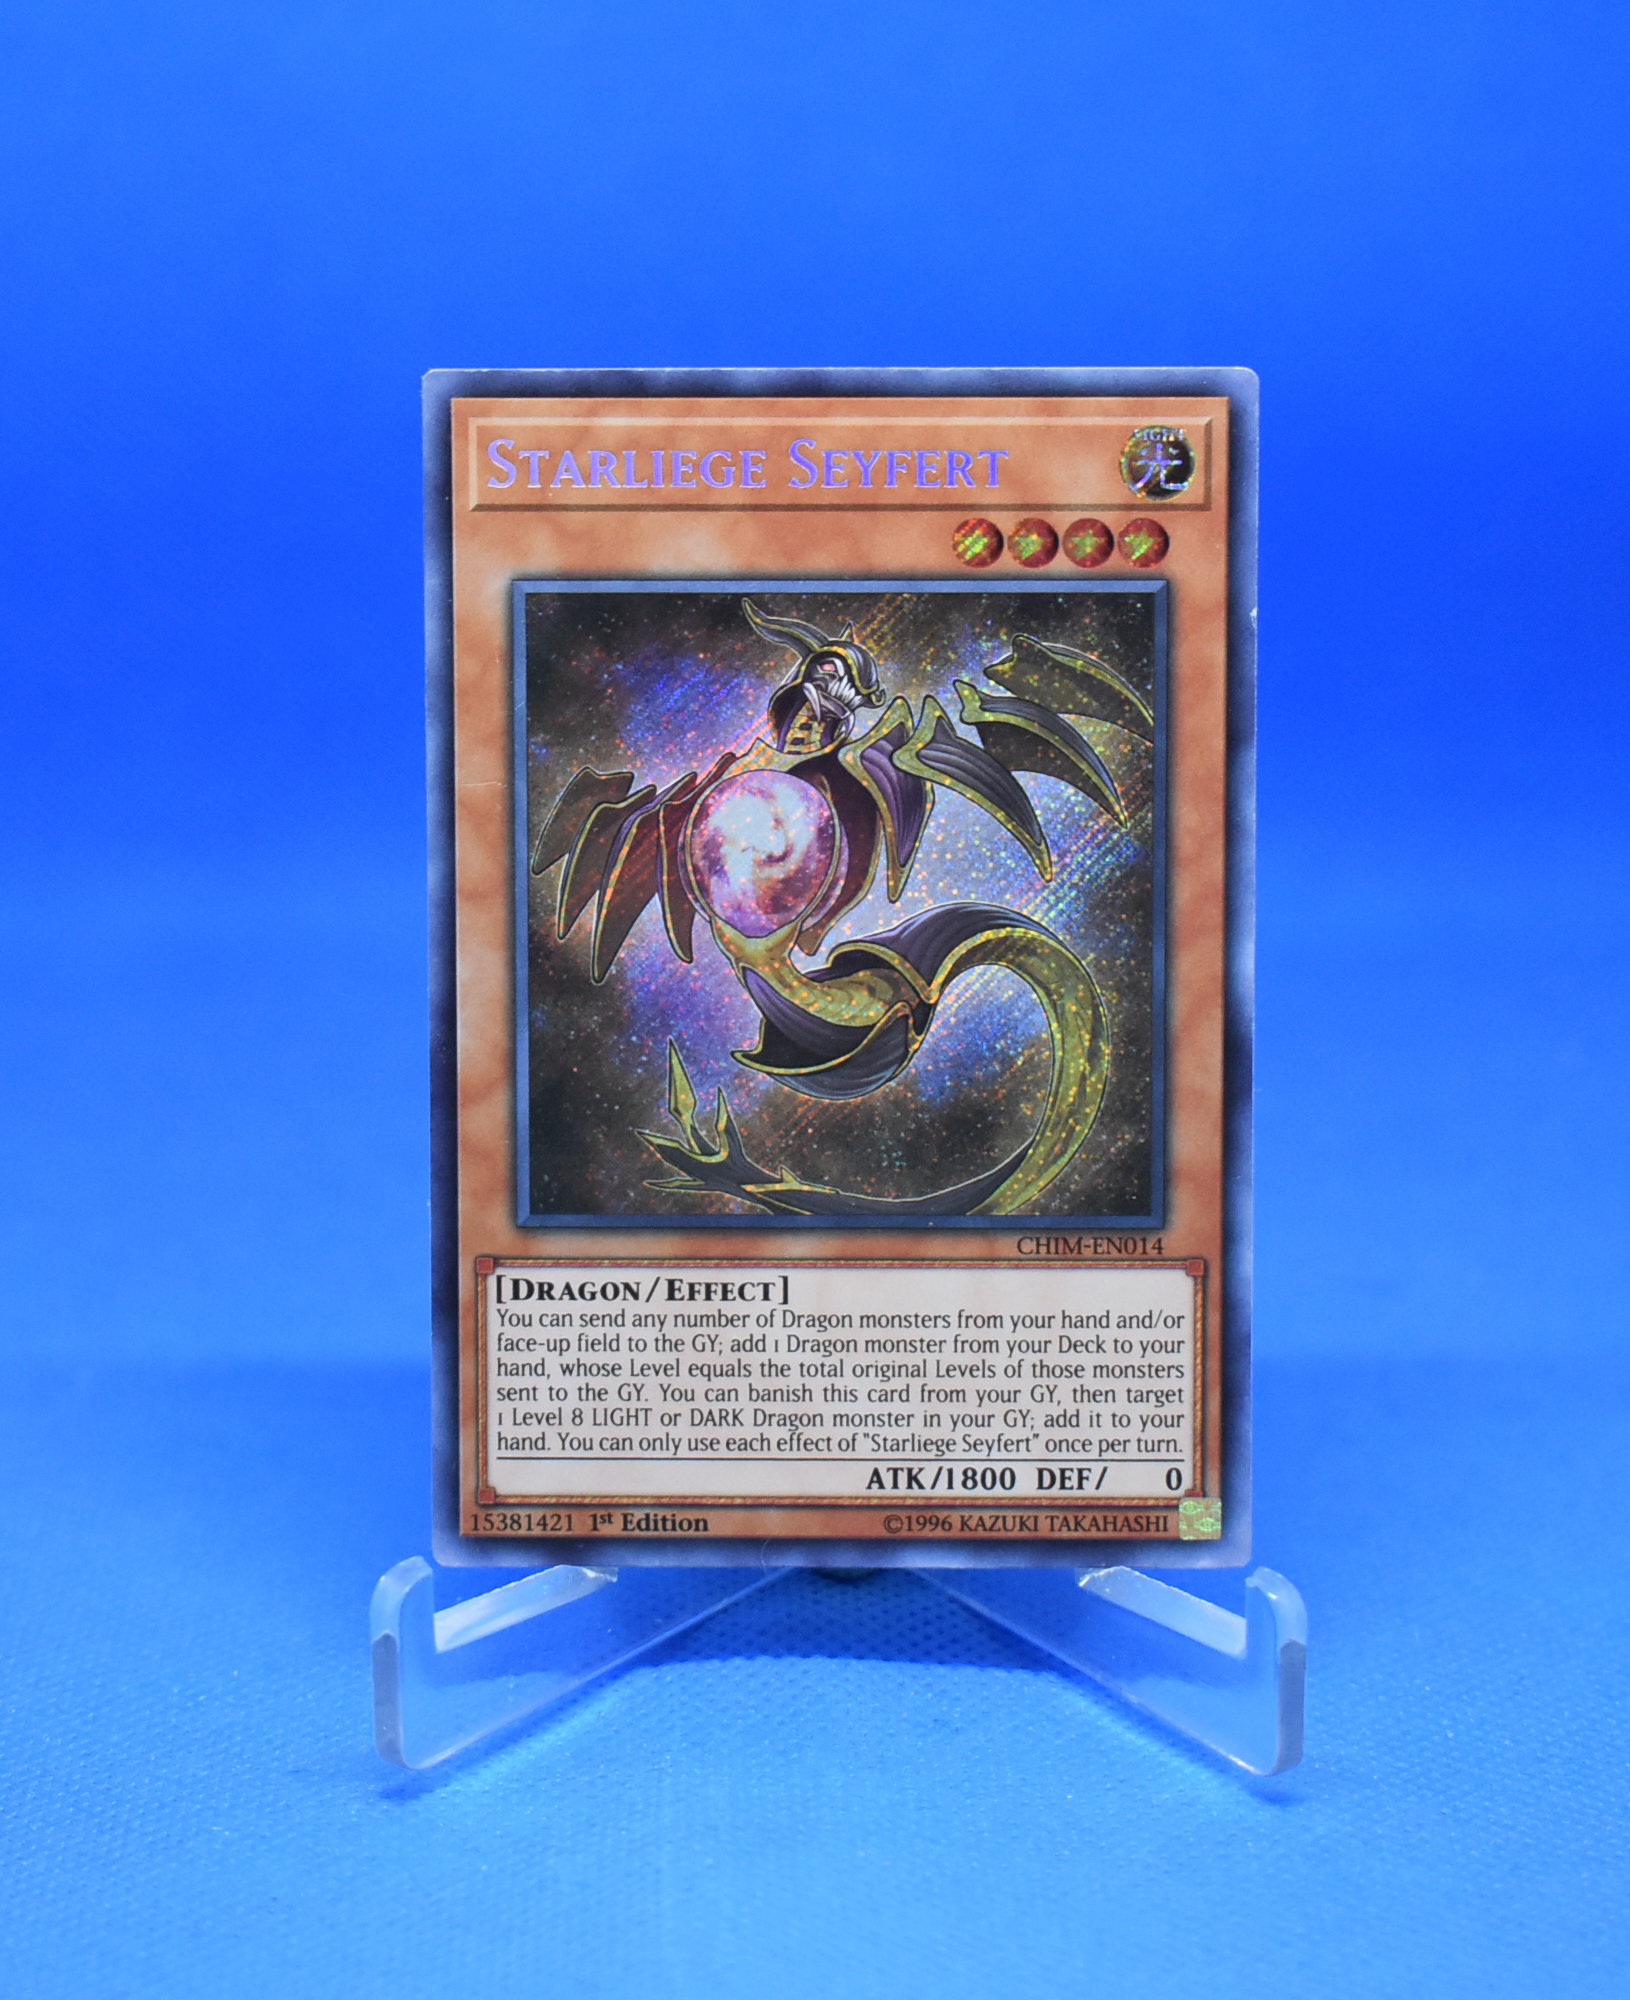 STARLIEGE SEYFERT
LIGHT
光
CHIM-EN014
[DRAGON/EFFECT]
You can send any number of Dragon monsters from your hand and/or
face-up field to the GY; add 1 Dragon monster from your Deck to your
hand, whose Level equals the total original Levels of those monsters
sent to the GY. You can banish this card from your GY, then target
1 Level 8 LIGHT or DARK Dragon monster in your GY; add it to your
hand. You can only use each effect of "Starliege Seyfert" once per turn.
ATK/1800 DEF/ 0
15381421 1st Edition ©1996 KAZUKI TAKAHASHI